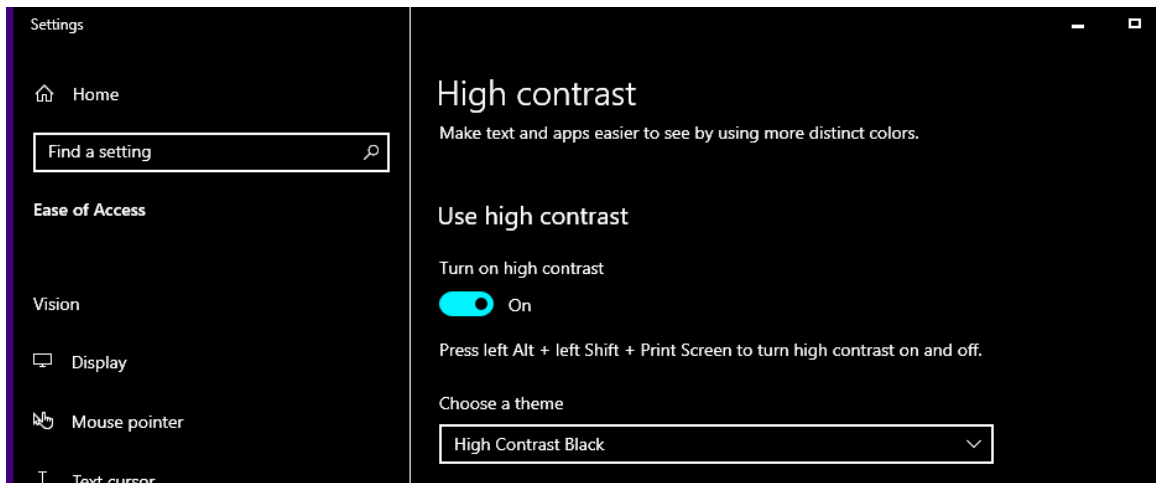 Settings
Home
Find a setting
Ease of Access
Vision
Display
Mouse pointer
Text cursor
High contrast
Make text and apps easier to see by using more distinct colors.
Use high contrast
Turn on high contrast
On
Press left Alt + left Shift + Print Screen to turn high contrast on and off.
Choose a theme
High Contrast Black